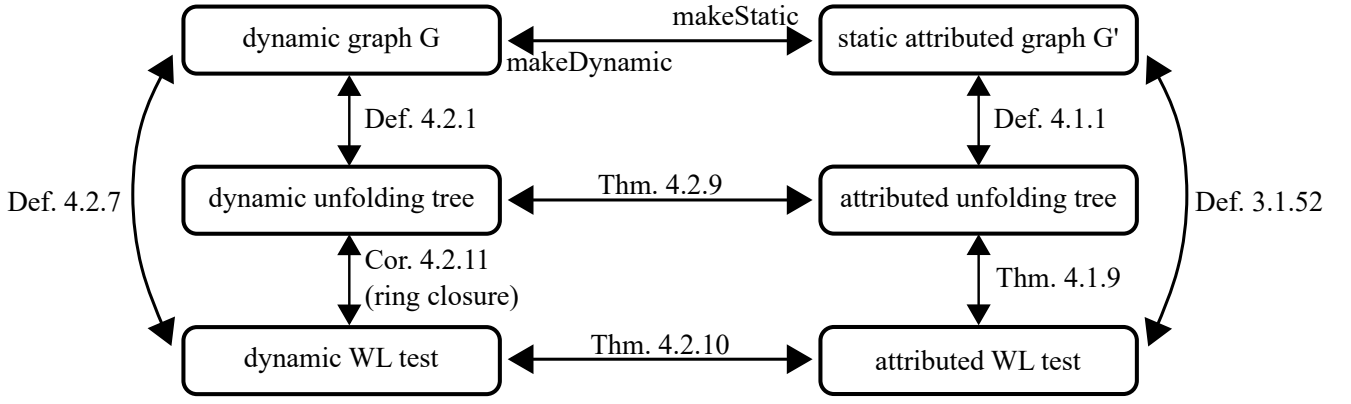 makeStatic
dynamic graph G
static attributed graph G'
makeDynamic
Def. 4.2.1
Def. 4.1.1
Def. 4.2.7
dynamic unfolding tree
Thm. 4.2.9
attributed unfolding tree
Def. 3.1.52
Cor. 4.2.11
(ring closure)
Thm. 4.1.9
dynamic WL test
Thm. 4.2.10
attributed WL test